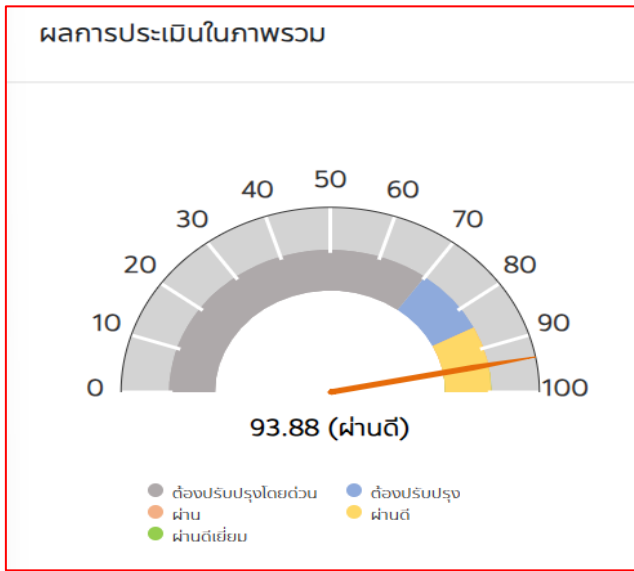 ผลการประเมินในภาพรวม
0
10
20
30
40
50
60
70
80
90
100
93.88 (ผ่านดี)
ต้องปรับปรุงโดยด่วน ต้องปรับปรุง
ผ่าน ผ่านดี
ผ่านดีเยี่ยม